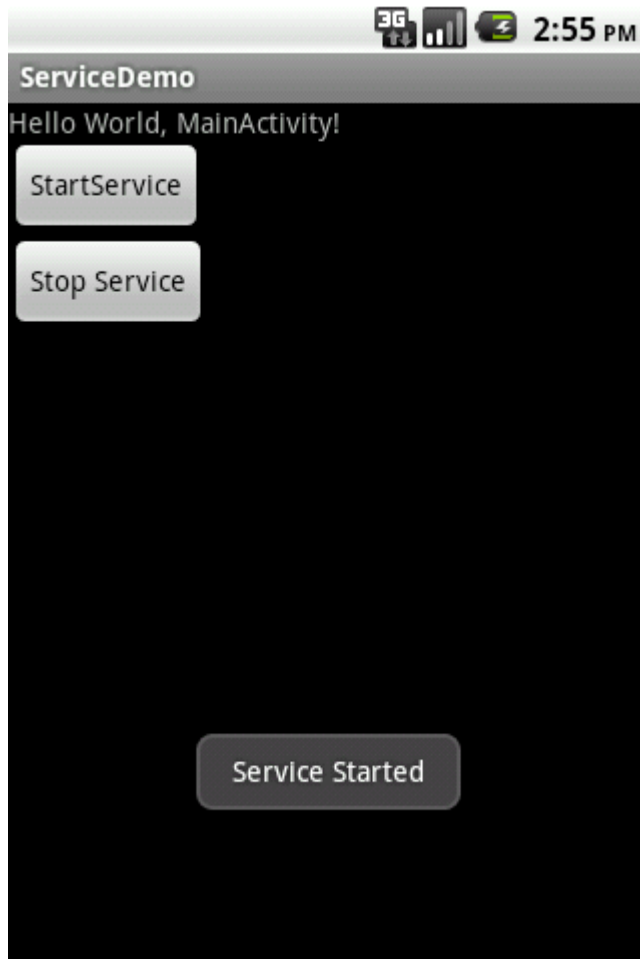 3G 2:55 PM
ServiceDemo
Hello World, MainActivity!
StartService
Stop Service
Service Started